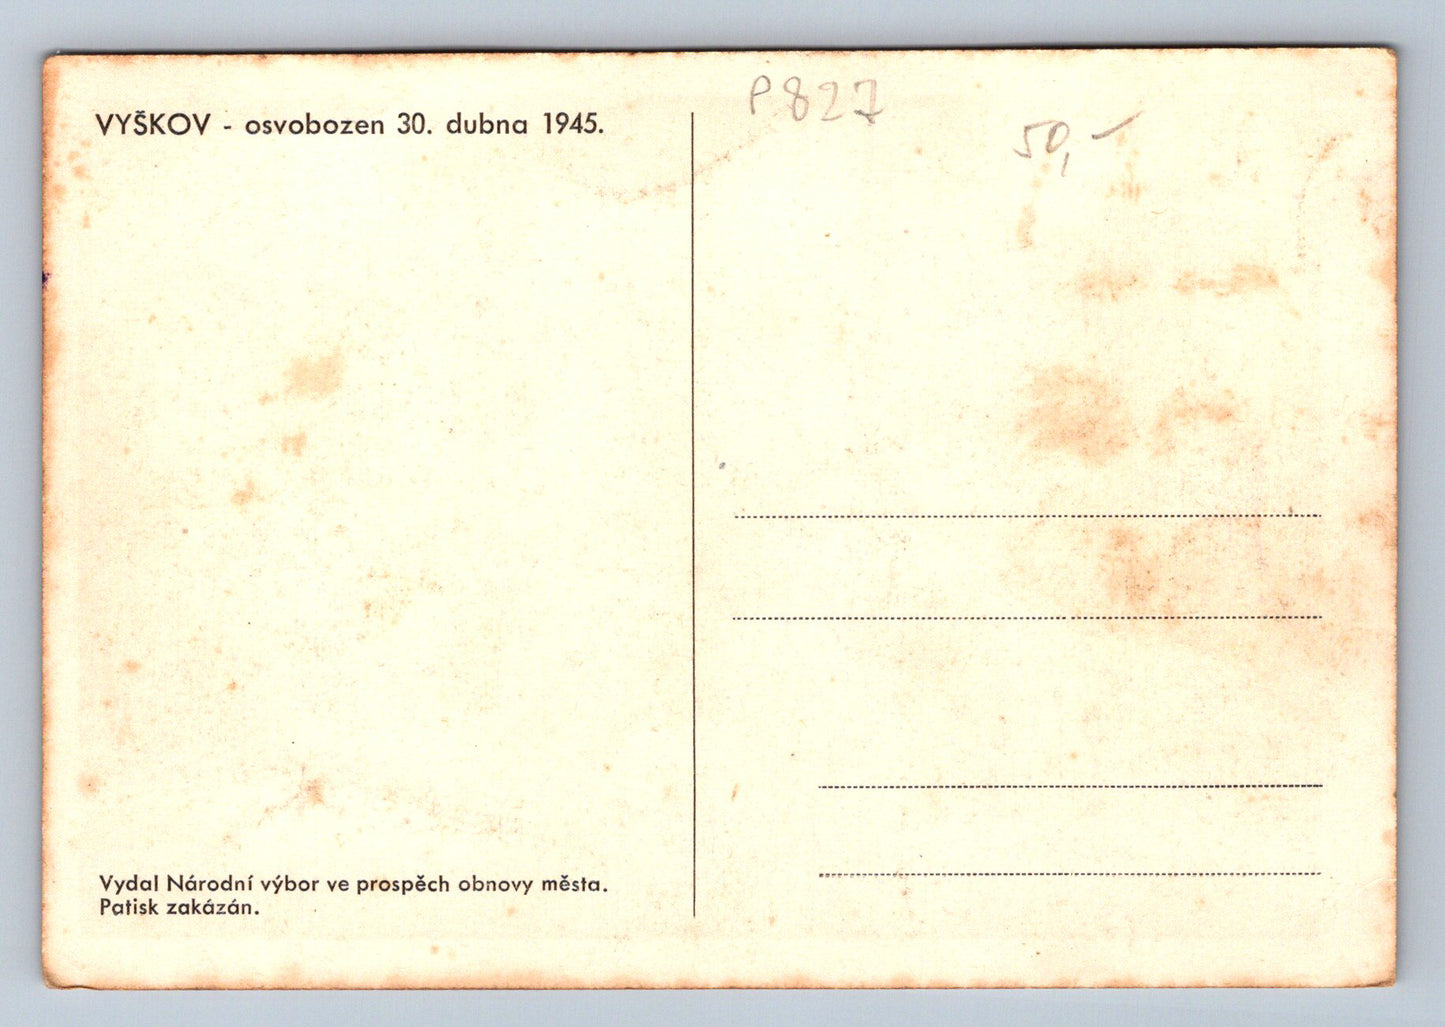 P827
50,-
VYŠKOV - osvobozen 30. dubna 1945.
Vydal Národní výbor ve prospěch obnovy města.
Patisk zakázán.